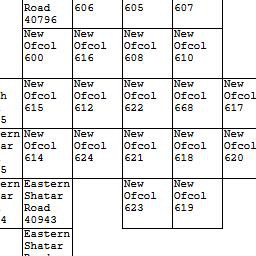 Road 606 605 607
40796
New New New New
Ofcol Ofcol Ofcol Ofcol
600 616 608 610
New New New New New
h Ofcol Ofcol Ofcol Ofcol Ofcol
5 615 612 622 668 617
ern New New New New New
ar Ofcol Ofcol Ofcol Ofcol Ofcol
5 614 624 621 618 620
ern Eastern New New
ar Shatar Ofcol Ofcol
Road 623 619
4 40943
Eastern
Shatar